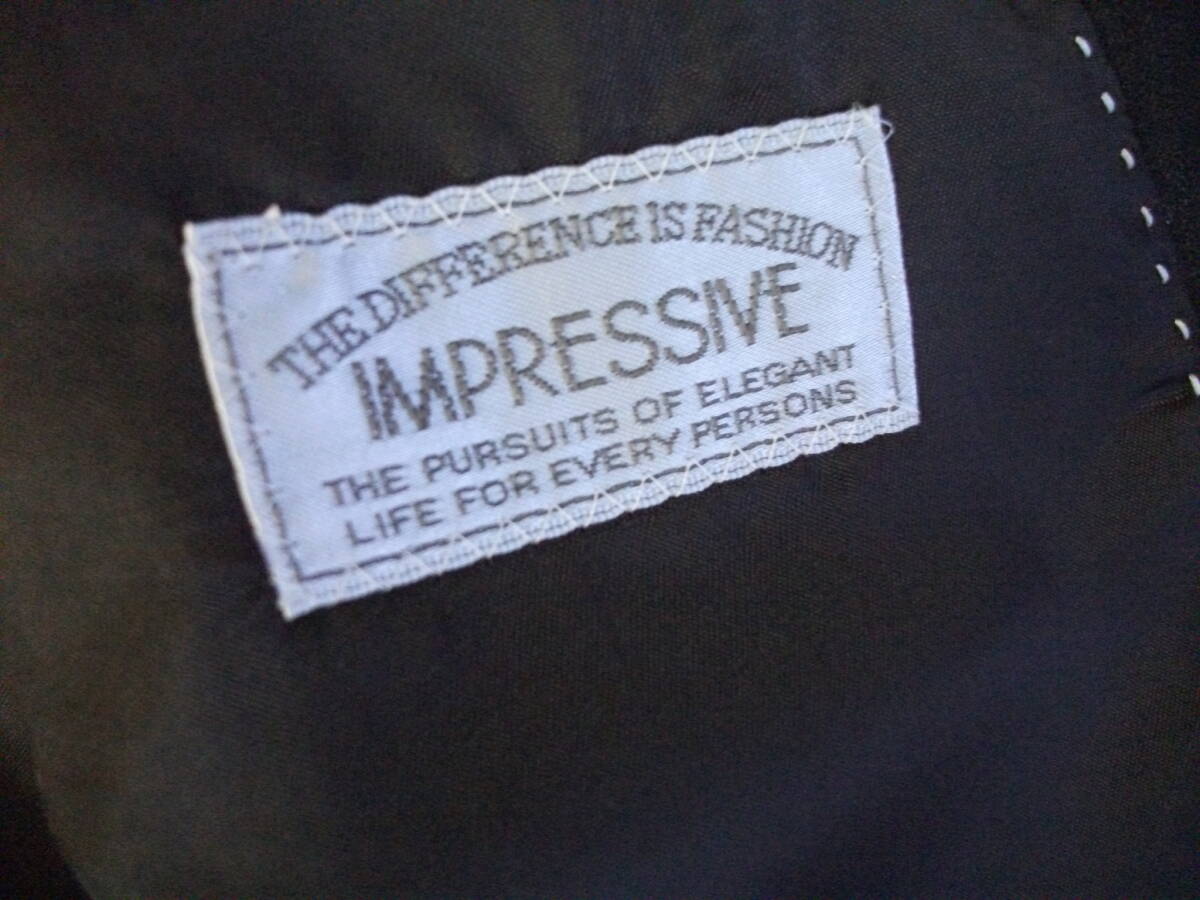 THE DIFFERENCE IS FASHION
IMPRESSIVE
THE PURSUITS OF ELEGANT
LIFE FOR EVERY PERSONS